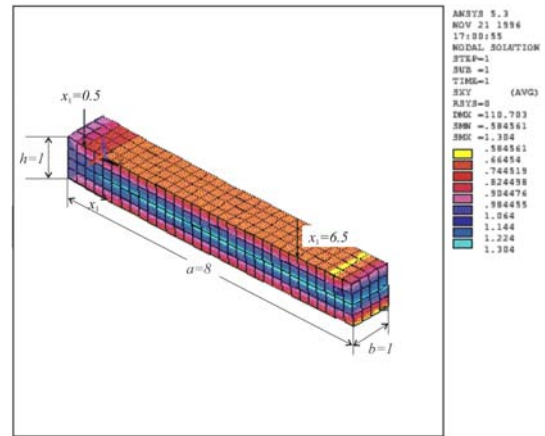 ANSYS 5.3
NOV 21 1996
17:00:55
NODAL SOLUTION
STEP=1
SUB =1
TIME=1
SXY (AVG)
RSYS=0
DMX =110.703
SMN =.584561
SMX =1.304
.584561
.66454
.744519
.824498
.904476
.984455
1.064
1.144
1.224
1.304
x₁=0.5
h=1
x₁
x₁=6.5
a=8
b=1